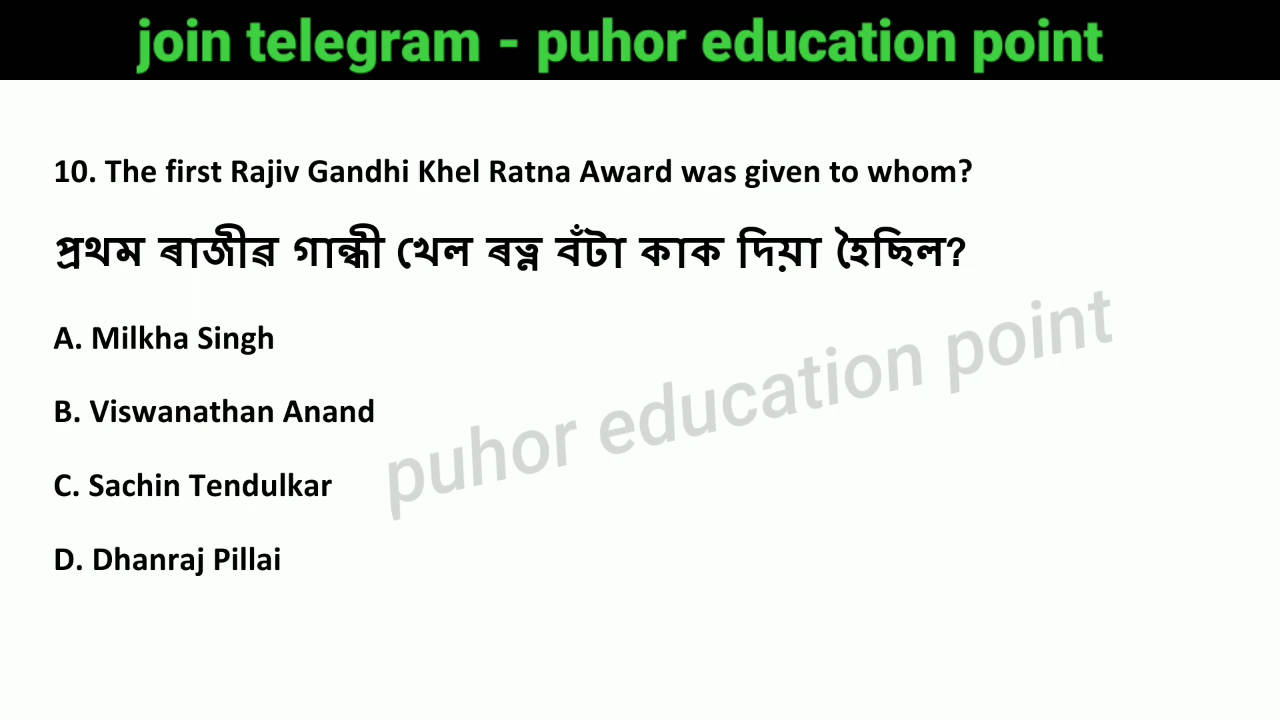 join telegram - puhor education point
10. The first Rajiv Gandhi Khel Ratna Award was given to whom?
প্ৰথম ৰাজীৱ গান্ধী খেল ৰত্ন বঁটা কাক দিয়া হৈছিল?
A. Milkha Singh
B. Viswanathan Anand
C. Sachin Tendulkar
D. Dhanraj Pillai
puhor education point